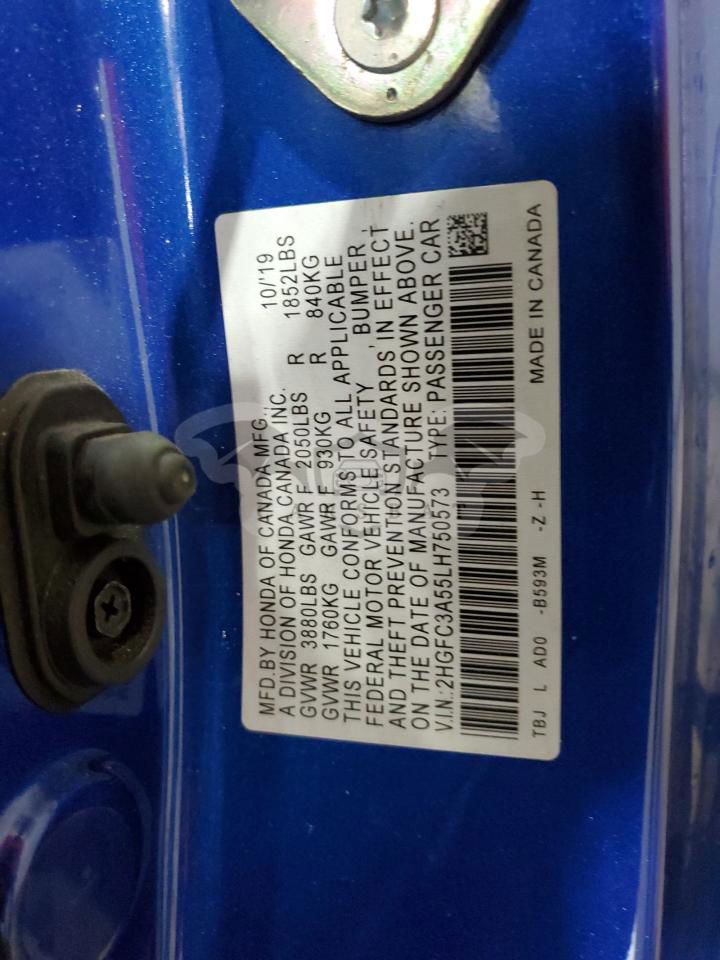 MFD.BY HONDA OF CANADA MFG., 10/'19
A DIVISION OF HONDA CANADA INC.
GVWR 3880LBS GAWR F 2050LBS R 1852LBS
GVWR 1760KG GAWR F 930KG R 840KG
THIS VEHICLE CONFORMS TO ALL APPLICABLE
FEDERAL MOTOR VEHICLE SAFETY, BUMPER,
AND THEFT PREVENTION STANDARDS, IN EFFECT
ON THE DATE OF MANUFACTURE SHOWN ABOVE.
V.I.N.:2HGFC3A55LH750573 TYPE: PASSENGER CAR
TBJ L AD0 -B593M -Z -H MADE IN CANADA